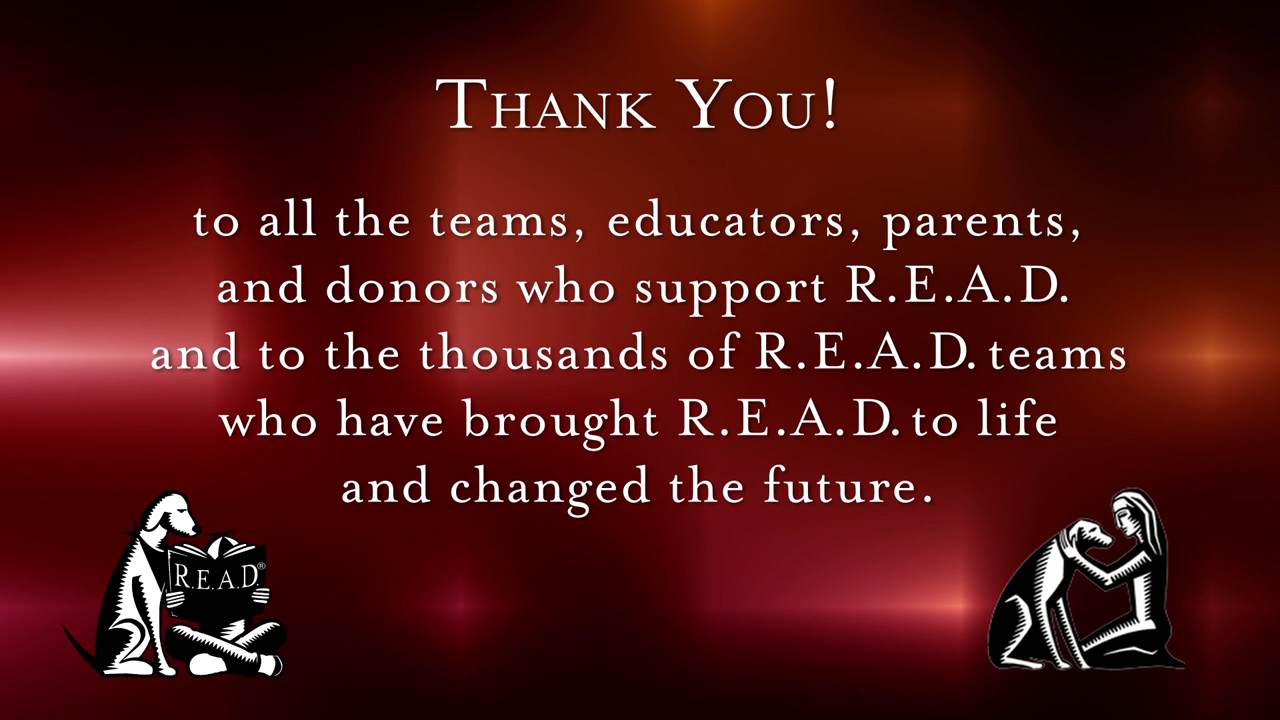 THANK YOU!
to all the teams, educators, parents,
and donors who support R.E.A.D.
and to the thousands of R.E.A.D. teams
who have brought R.E.A.D. to life
and changed the future.
R.E.A.D.®